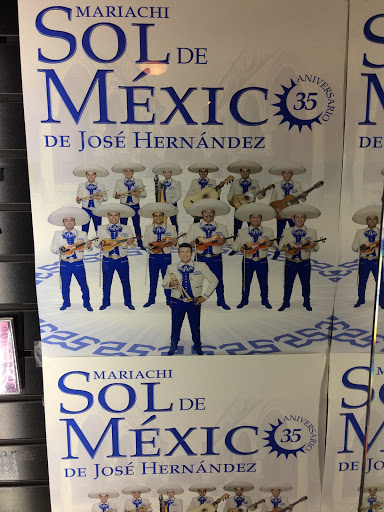 MARIACHI
SOL DE
MÉXICO
35 ANIVERSARIO
DE JOSÉ HERNÁNDEZ
MARIACHI
SOL DE
MÉXICO
35 ANIVERSARIO
DE JOSÉ HERNÁNDEZ